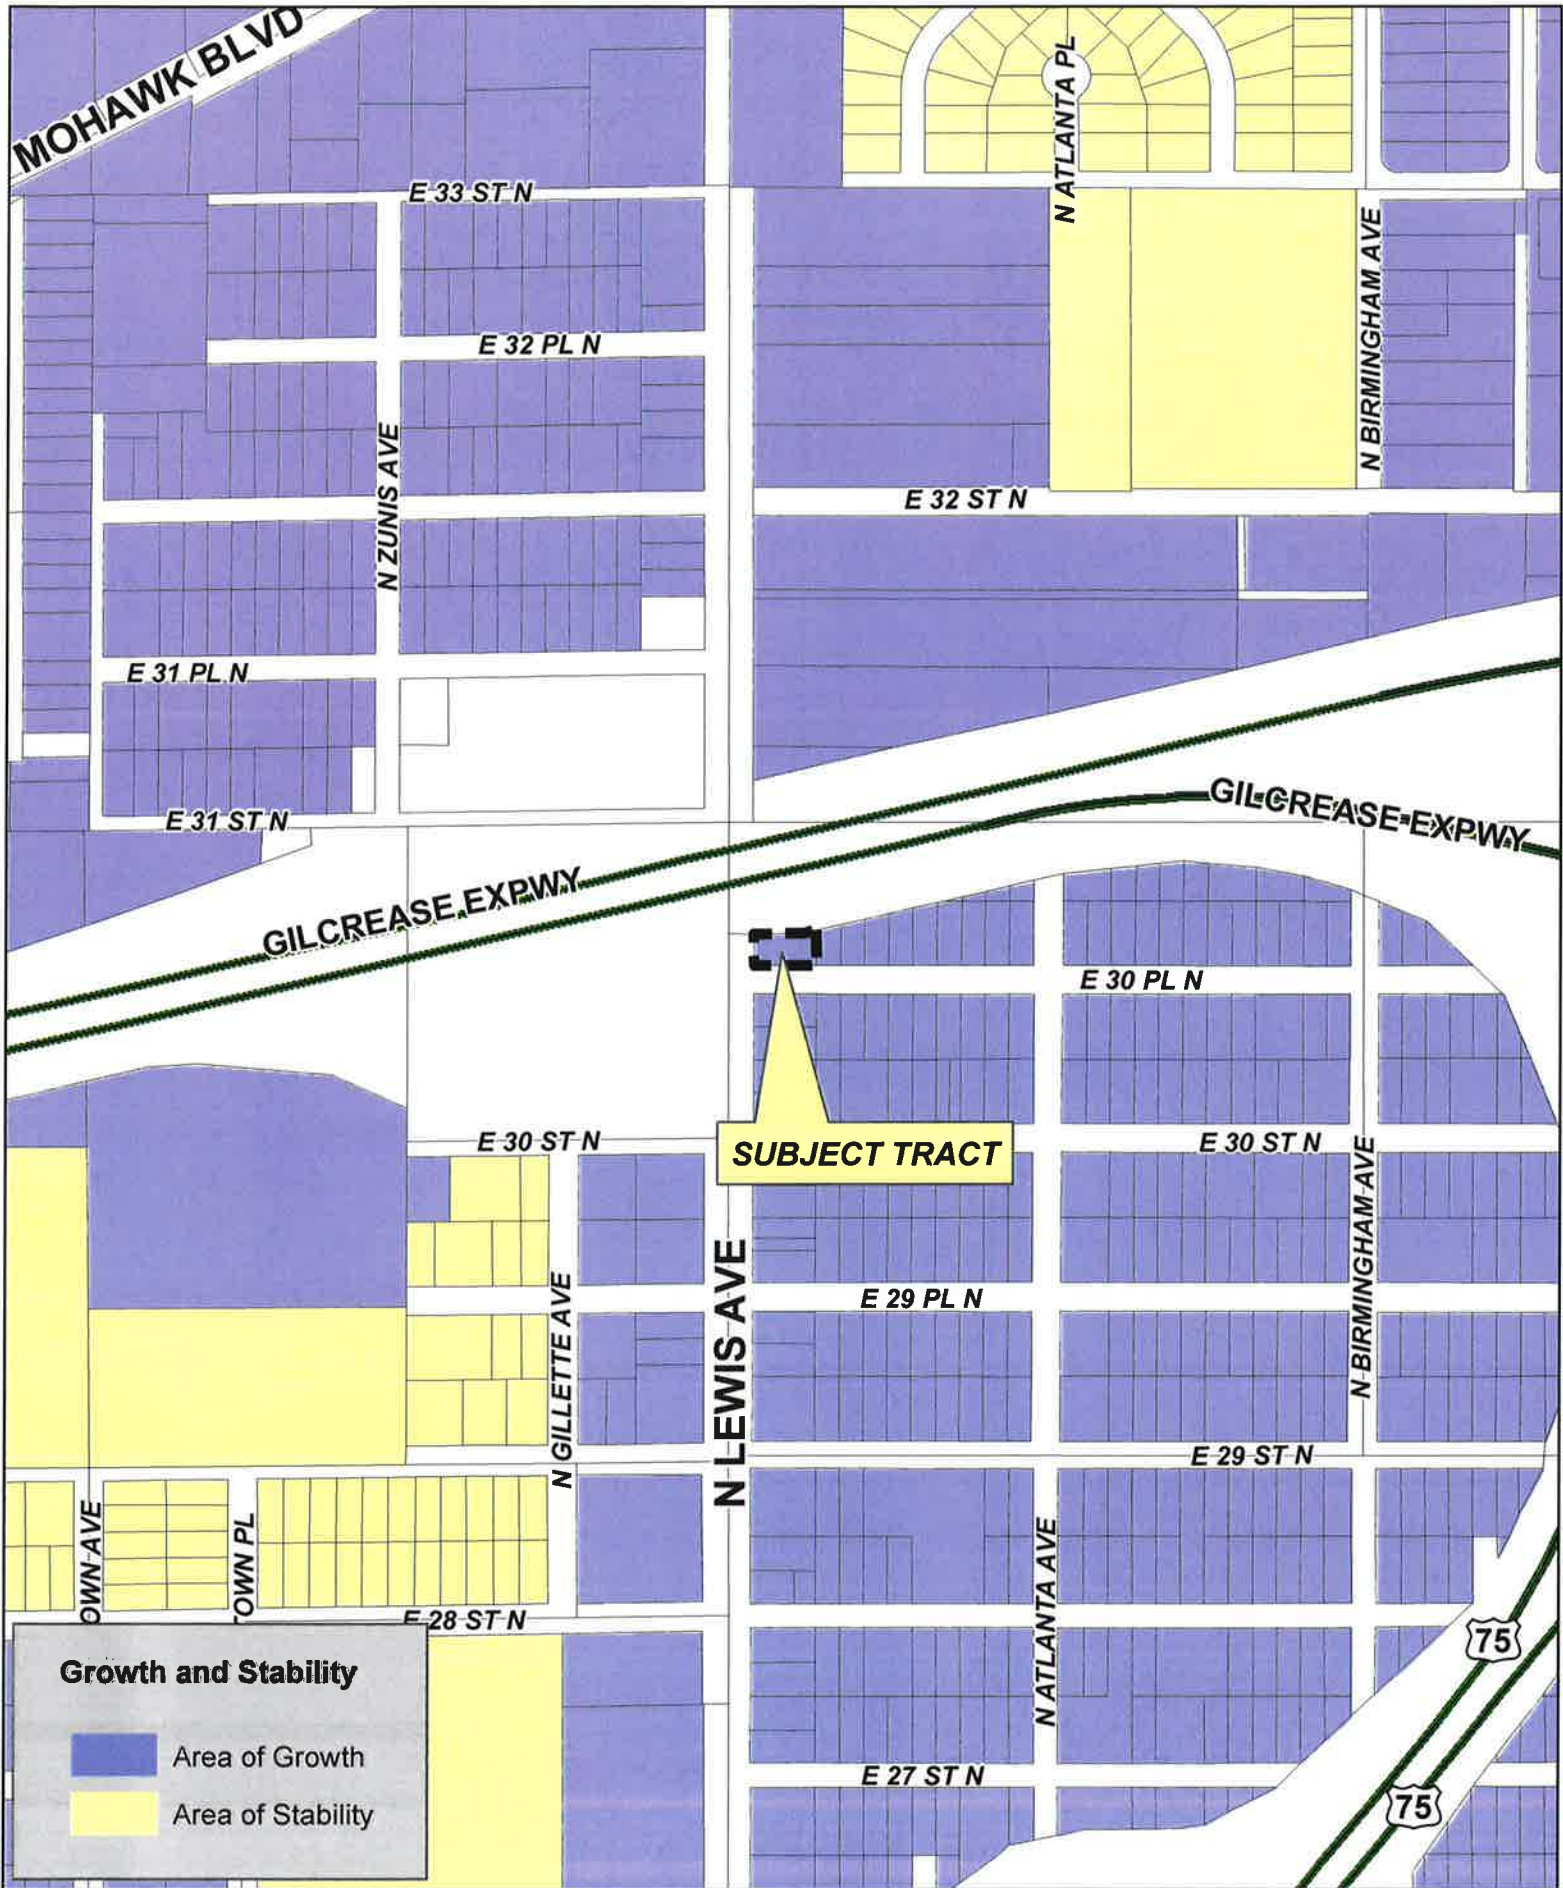 MOHAWK BLVD
N ATLANTA PL
E 33 ST N
N BIRMINGHAM AVE
E 32 PL N
N ZUNIS AVE
E 32 ST N
E 31 PL N
E 31 ST N
GILCREASE EXPWY
GILCREASE EXPWY
E 30 PL N
E 30 ST N
SUBJECT TRACT
E 30 ST N
N BIRMINGHAM AVE
N GILLETTE AVE
N LEWIS AVE
E 29 PL N
E 29 ST N
OWN AVE
TOWN PL
E 28 ST N
N ATLANTA AVE
75
Growth and Stability
Area of Growth
Area of Stability
E 27 ST N
75